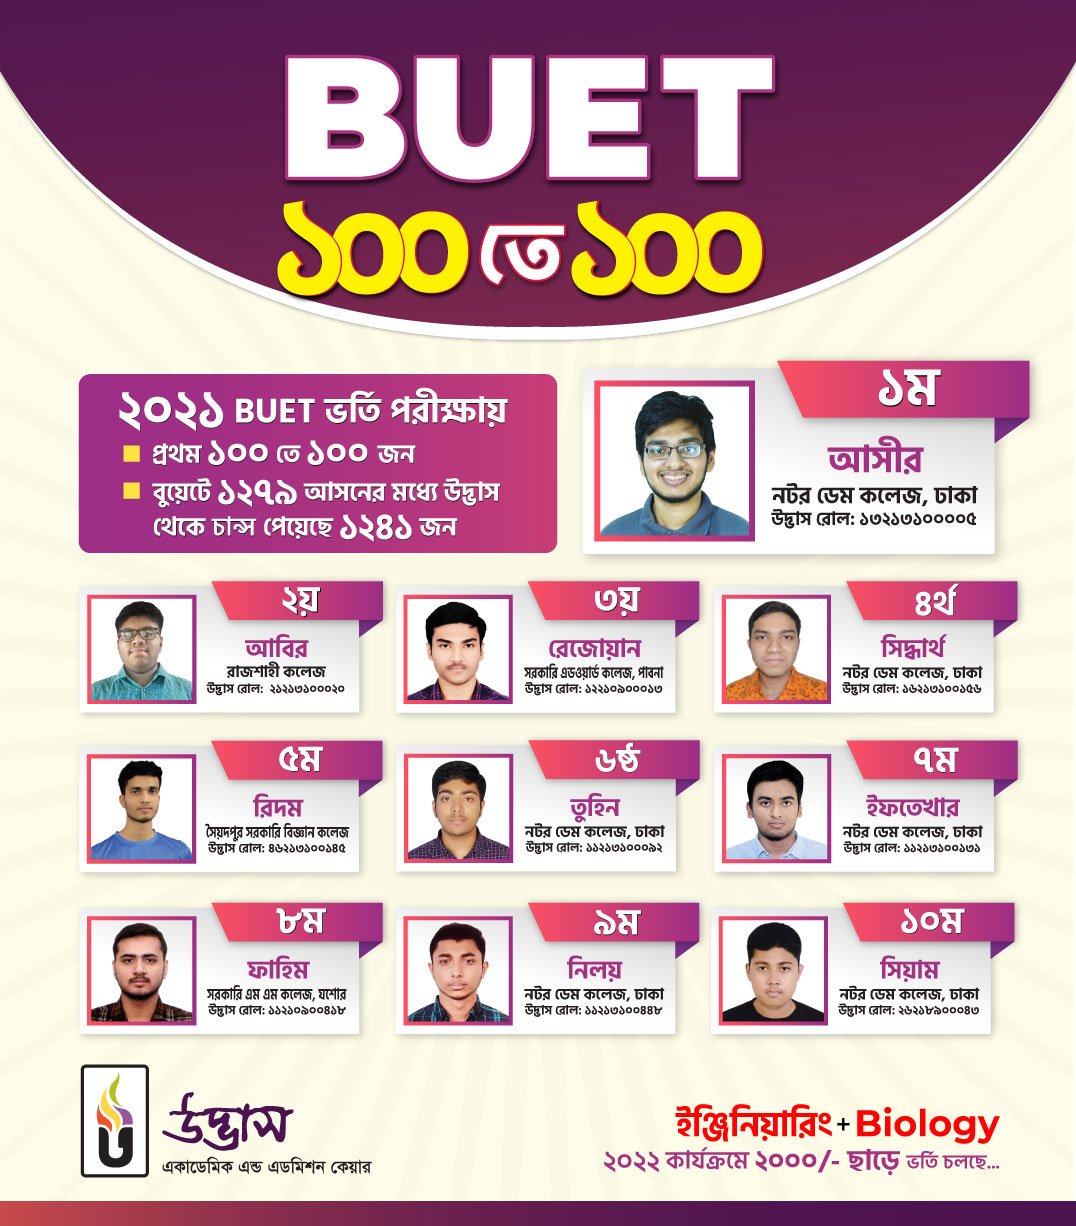 BUET
১০০ তে ১০০
২০২১ BUET ভর্তি পরীক্ষায়
প্রথম ১০০ তে ১০০ জন
বুয়েটে ১২৭৯ আসনের মধ্যে উদ্ভাস
থেকে চান্স পেয়েছে ১২৪১ জন
১ম
আসীর
নটর ডেম কলেজ, ঢাকা
উদ্ভাস রোল: ১৩২১৩১০০০০৫
২য়
আবির
রাজশাহী কলেজ
উদ্ভাস রোল: ২১২১৩১০০০২০
৩য়
রেজোয়ান
সরকারি এডওয়ার্ড কলেজ, পাবনা
উদ্ভাস রোল: ১২২১০৯০০০১৩
৪র্থ
সিদ্ধার্থ
নটর ডেম কলেজ, ঢাকা
উদ্ভাস রোল: ১৬২১৩১০০১৫৬
৫ম
রিদম
সৈয়দপুর সরকারি বিজ্ঞান কলেজ
উদ্ভাস রোল: ৪৬২১৩১০০১৪৫
৬ষ্ঠ
তুহিন
নটর ডেম কলেজ, ঢাকা
উদ্ভাস রোল: ১১২১৩১০০০৯২
৭ম
ইফতেখার
নটর ডেম কলেজ, ঢাকা
উদ্ভাস রোল: ১১২১৩১০০১৩১
৮ম
ফাহিম
সরকারি এম এম কলেজ, যশোর
উদ্ভাস রোল: ১১২১০৯০০৪১৮
৯ম
নিলয়
নটর ডেম কলেজ, ঢাকা
উদ্ভাস রোল: ১১২১৩১০০৪৪৮
১০ম
সিয়াম
নটর ডেম কলেজ, ঢাকা
উদ্ভাস রোল: ২৬২১৮৯০০০৪৩
উদ্ভাস
একাডেমিক এন্ড এডমিশন কেয়ার
ইঞ্জিনিয়ারিং + Biology
২০২২ কার্যক্রমে ২০০০/- ছাড়ে ভর্তি চলছে...